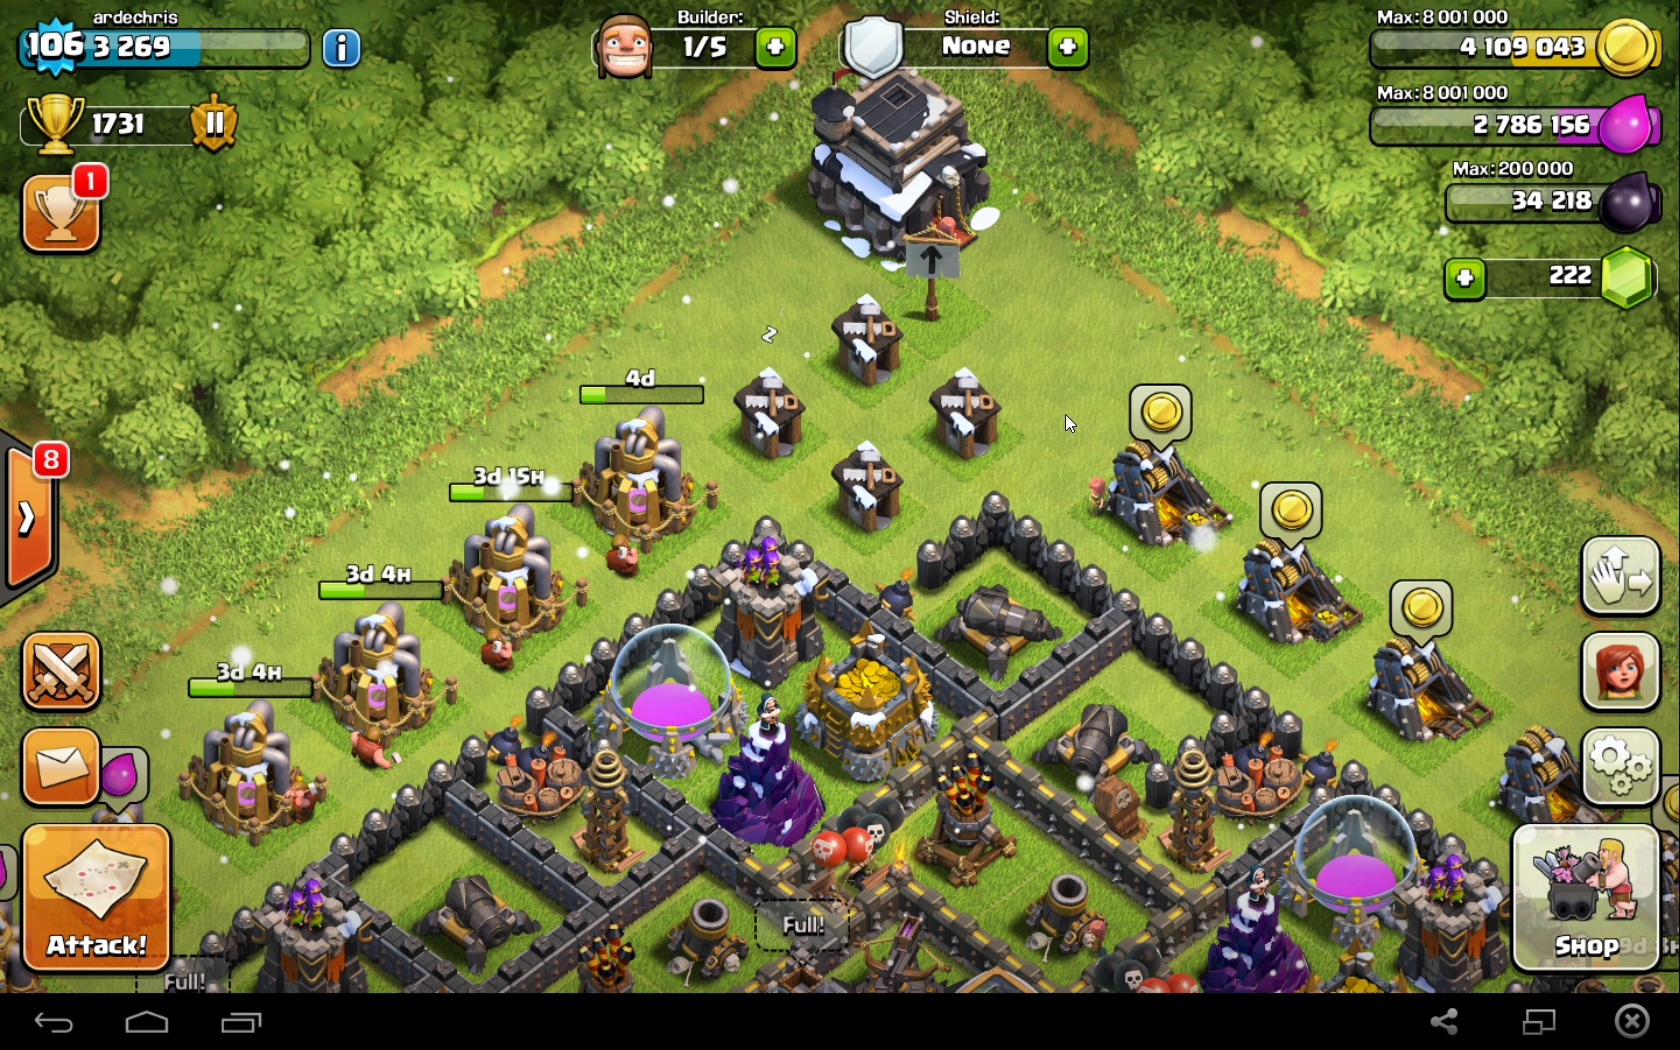 ardechris
106 3 269
i
Builder:
1/5
Shield:
None
Max: 8 001 000
4 109 043
1731
II
Max: 8 001 000
2 786 156
1
Max: 200 000
34 218
222
z
4d
8
3d 15H
3d 4H
3d 4H
Full!
Attack!
Shop
Full!